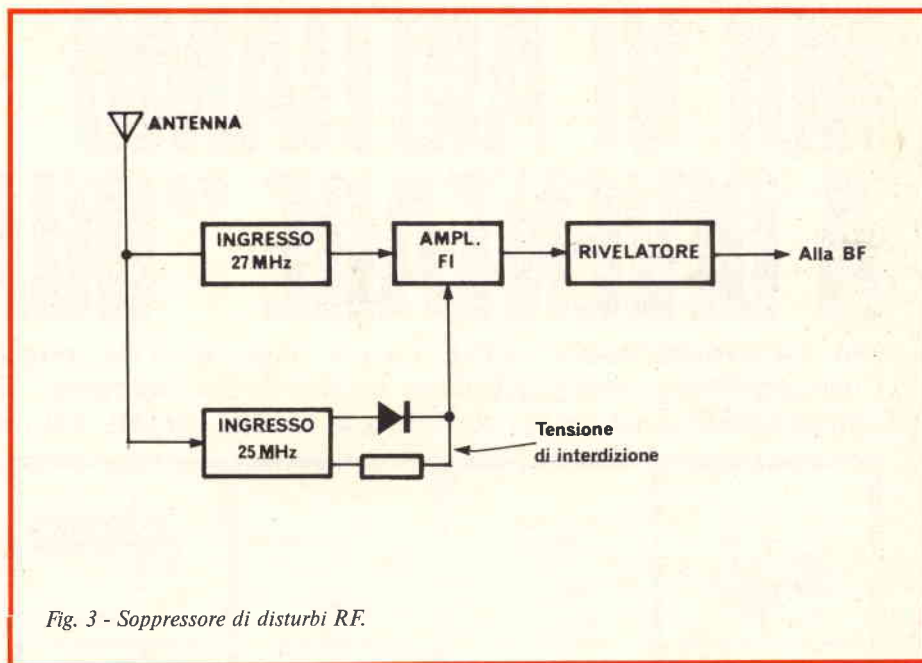 ANTENNA
INGRESSO
27 MHz
AMPL.
FI
RIVELATORE
Alla BF
INGRESSO
25 MHz
Tensione
di interdizione
Fig. 3 - Soppressore di disturbi RF.